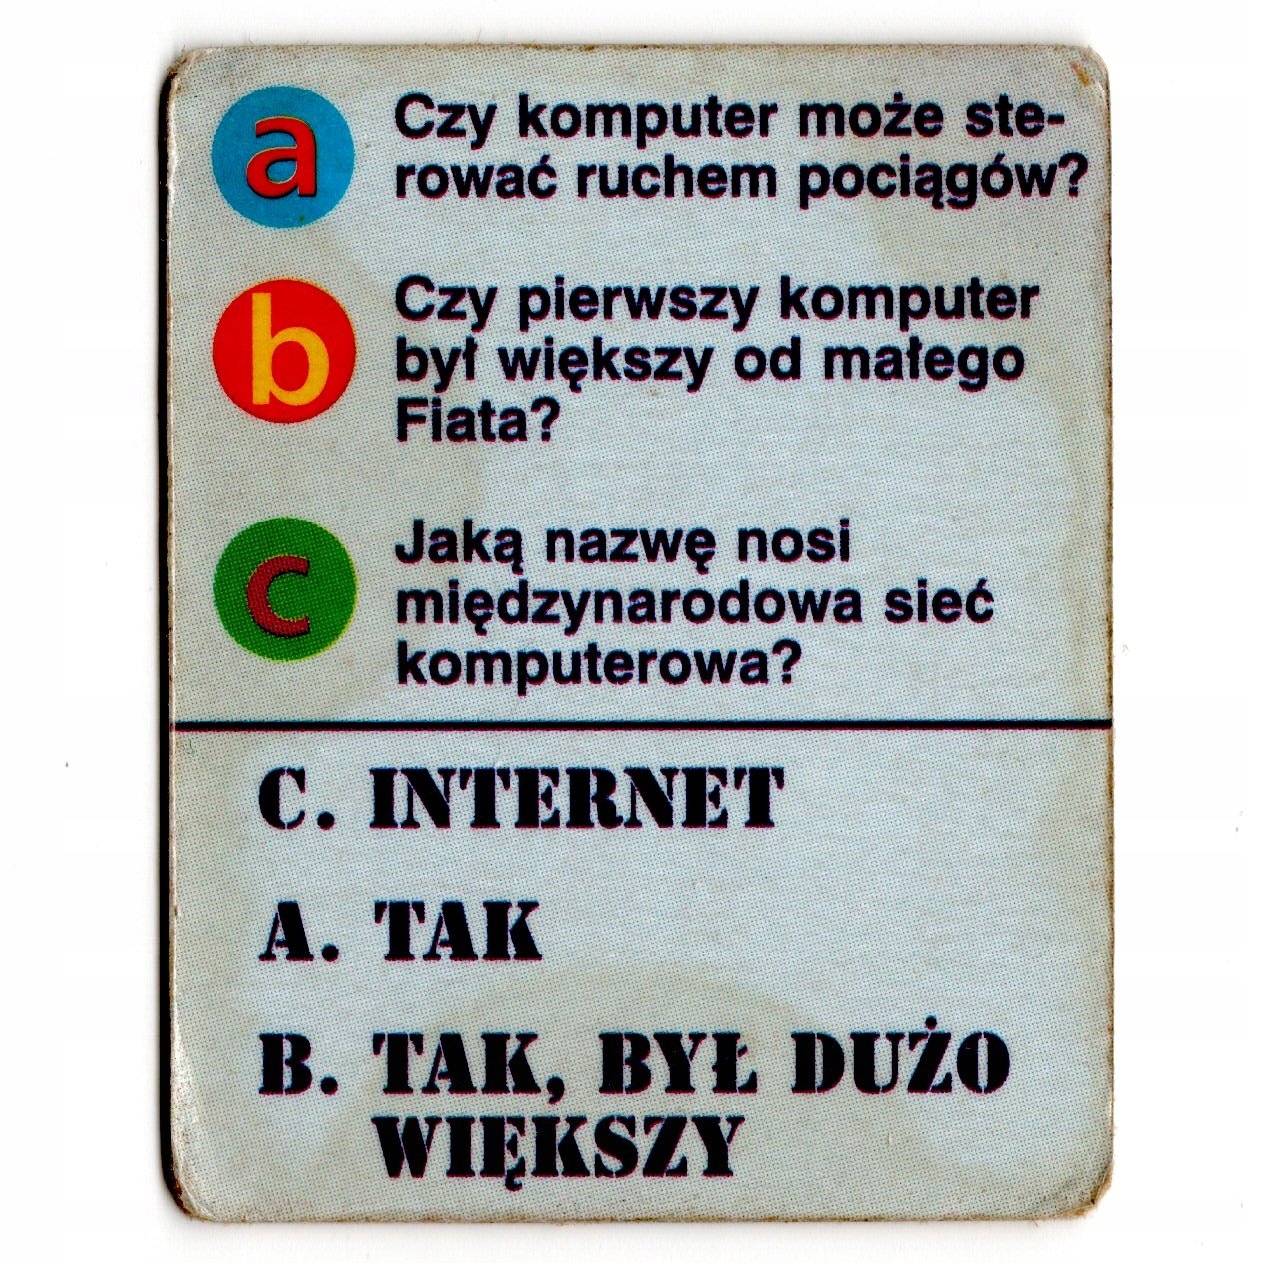 a Czy komputer może ste-
rować ruchem pociągów?
b Czy pierwszy komputer
był większy od małego
Fiata?
c Jaką nazwę nosi
międzynarodowa sieć
komputerowa?
C. INTERNET
A. TAK
B. TAK, BYŁ DUŻO
WIĘKSZY